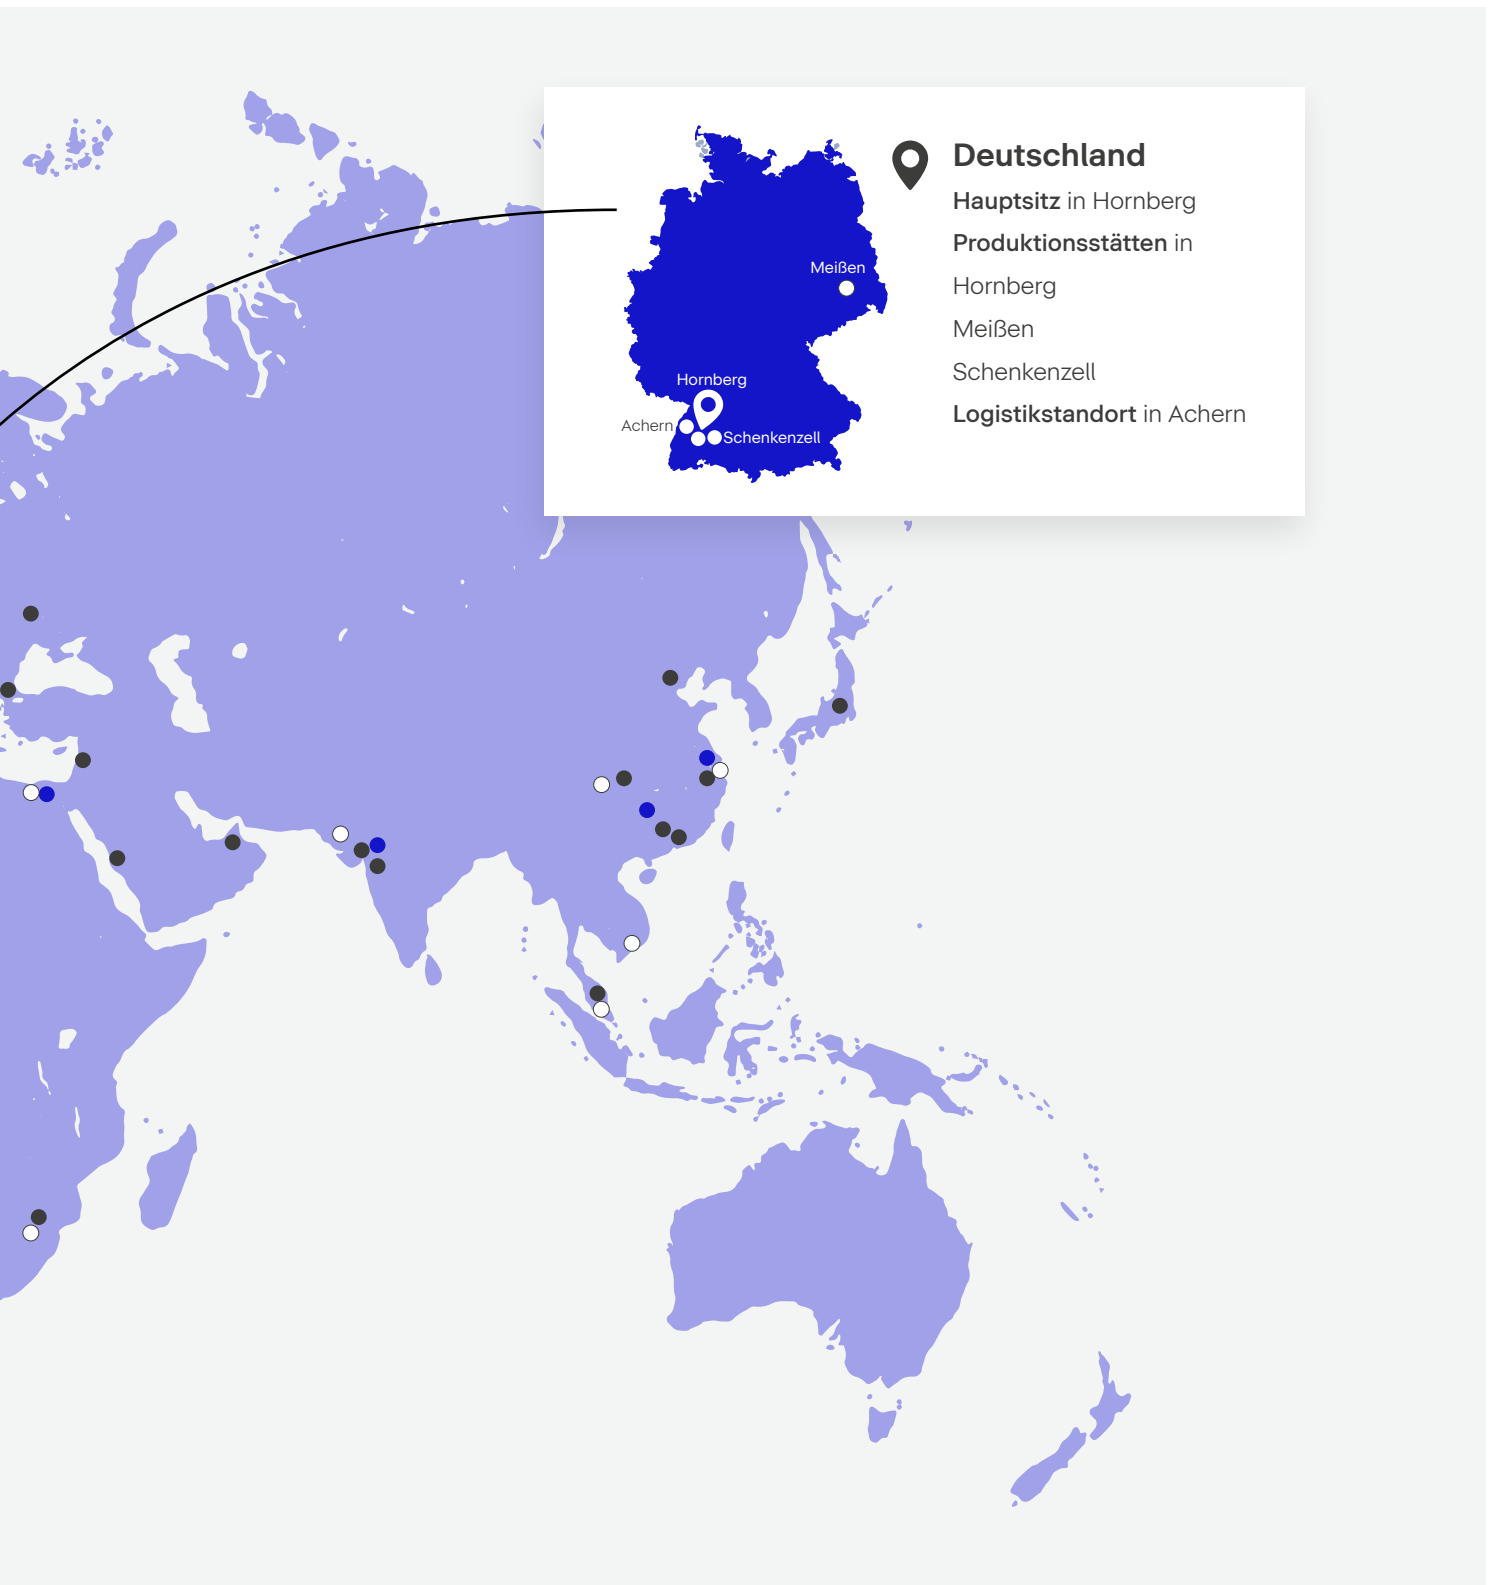 Deutschland
Hauptsitz in Hornberg
Produktionsstätten in
Hornberg
Meißen
Schenkenzell
Logistikstandort in Achern
Meißen
Hornberg
Achern
Schenkenzell